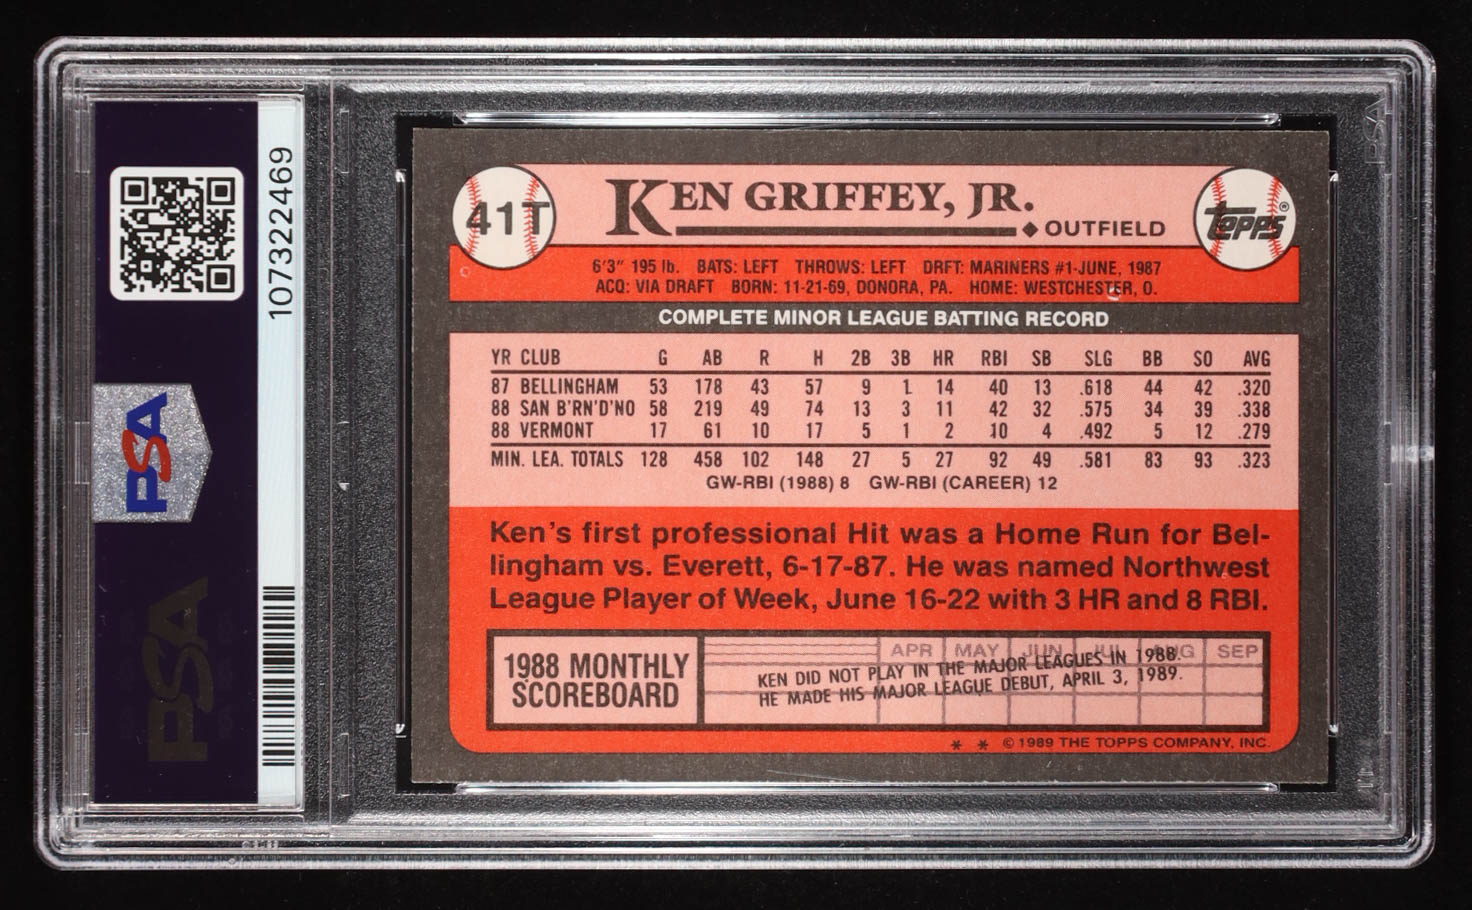 107322469
PSA
PSA
PSA
41T
KEN GRIFFEY, JR.
◆ OUTFIELD
TOPPS®
6'3" 195 lb. BATS: LEFT THROWS: LEFT DRFT: MARINERS #1-JUNE, 1987
ACQ: VIA DRAFT BORN: 11-21-69, DONORA, PA. HOME: WESTCHESTER, O.
COMPLETE MINOR LEAGUE BATTING RECORD
YR CLUB G AB R H 2B 3B HR RBI SB SLG BB SO AVG
87 BELLINGHAM 53 178 43 57 9 1 14 40 13 .618 44 42 .320
88 SAN B'RN'D'NO 58 219 49 74 13 3 11 42 32 .575 34 39 .338
88 VERMONT 17 61 10 17 5 1 2 10 4 .492 5 12 .279
MIN. LEA. TOTALS 128 458 102 148 27 5 27 92 49 .581 83 93 .323
GW-RBI (1988) 8 GW-RBI (CAREER) 12
Ken's first professional Hit was a Home Run for Bel-
lingham vs. Everett, 6-17-87. He was named Northwest
League Player of Week, June 16-22 with 3 HR and 8 RBI.
1988 MONTHLY
SCOREBOARD
APR MAY JUN JUL AUG SEP
KEN DID NOT PLAY IN THE MAJOR LEAGUES IN 1988.
HE MADE HIS MAJOR LEAGUE DEBUT, APRIL 3, 1989.
* * © 1989 THE TOPPS COMPANY, INC.